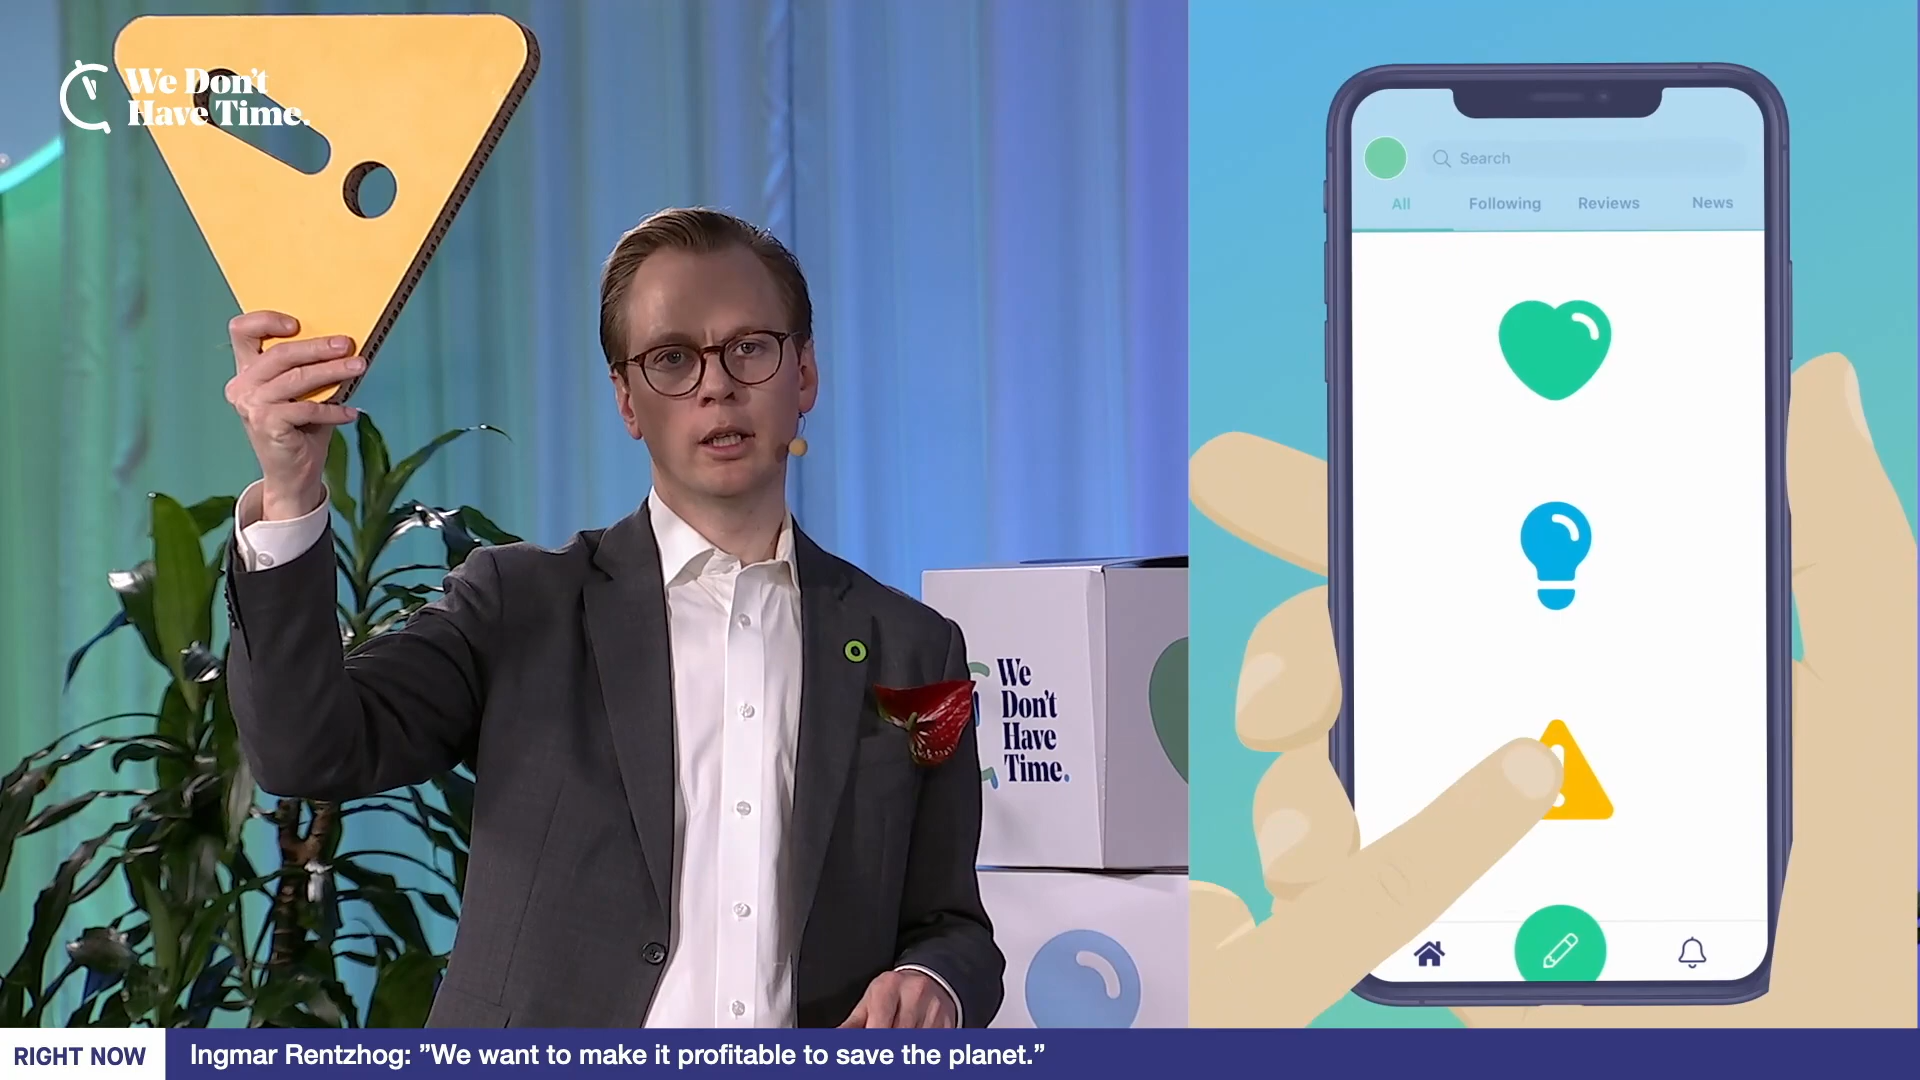 We Don't
Have Time.
Search
All Following Reviews News
We
Don't
Have
Time.
RIGHT NOW Ingmar Rentzhog: ”We want to make it profitable to save the planet.”